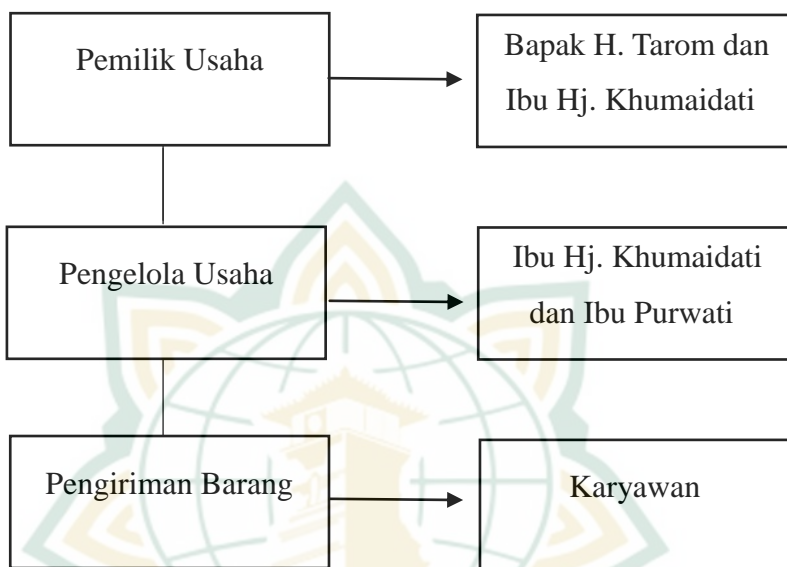 Pemilik Usaha
Bapak H. Tarom dan
Ibu Hj. Khumaidati
Pengelola Usaha
Ibu Hj. Khumaidati
dan Ibu Purwati
Pengiriman Barang
Karyawan